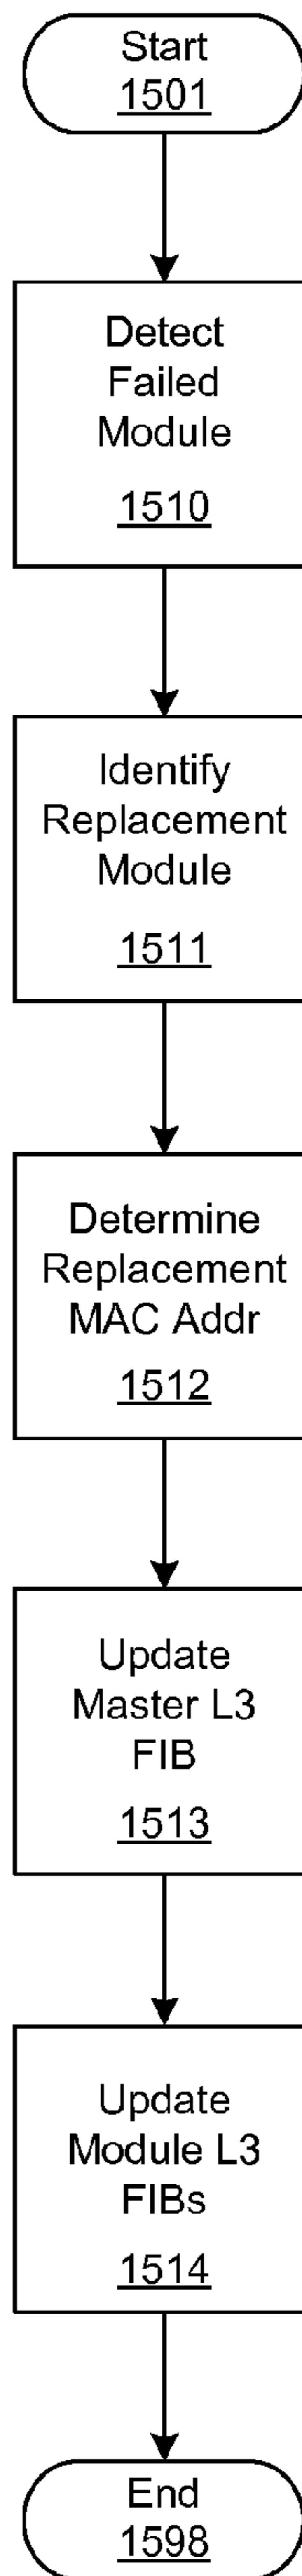 Start
1501
Detect
Failed
Module
1510
Identify
Replacement
Module
1511
Determine
Replacement
MAC Addr
1512
Update
Master L3
FIB
1513
Update
Module L3
FIBs
1514
End
1598